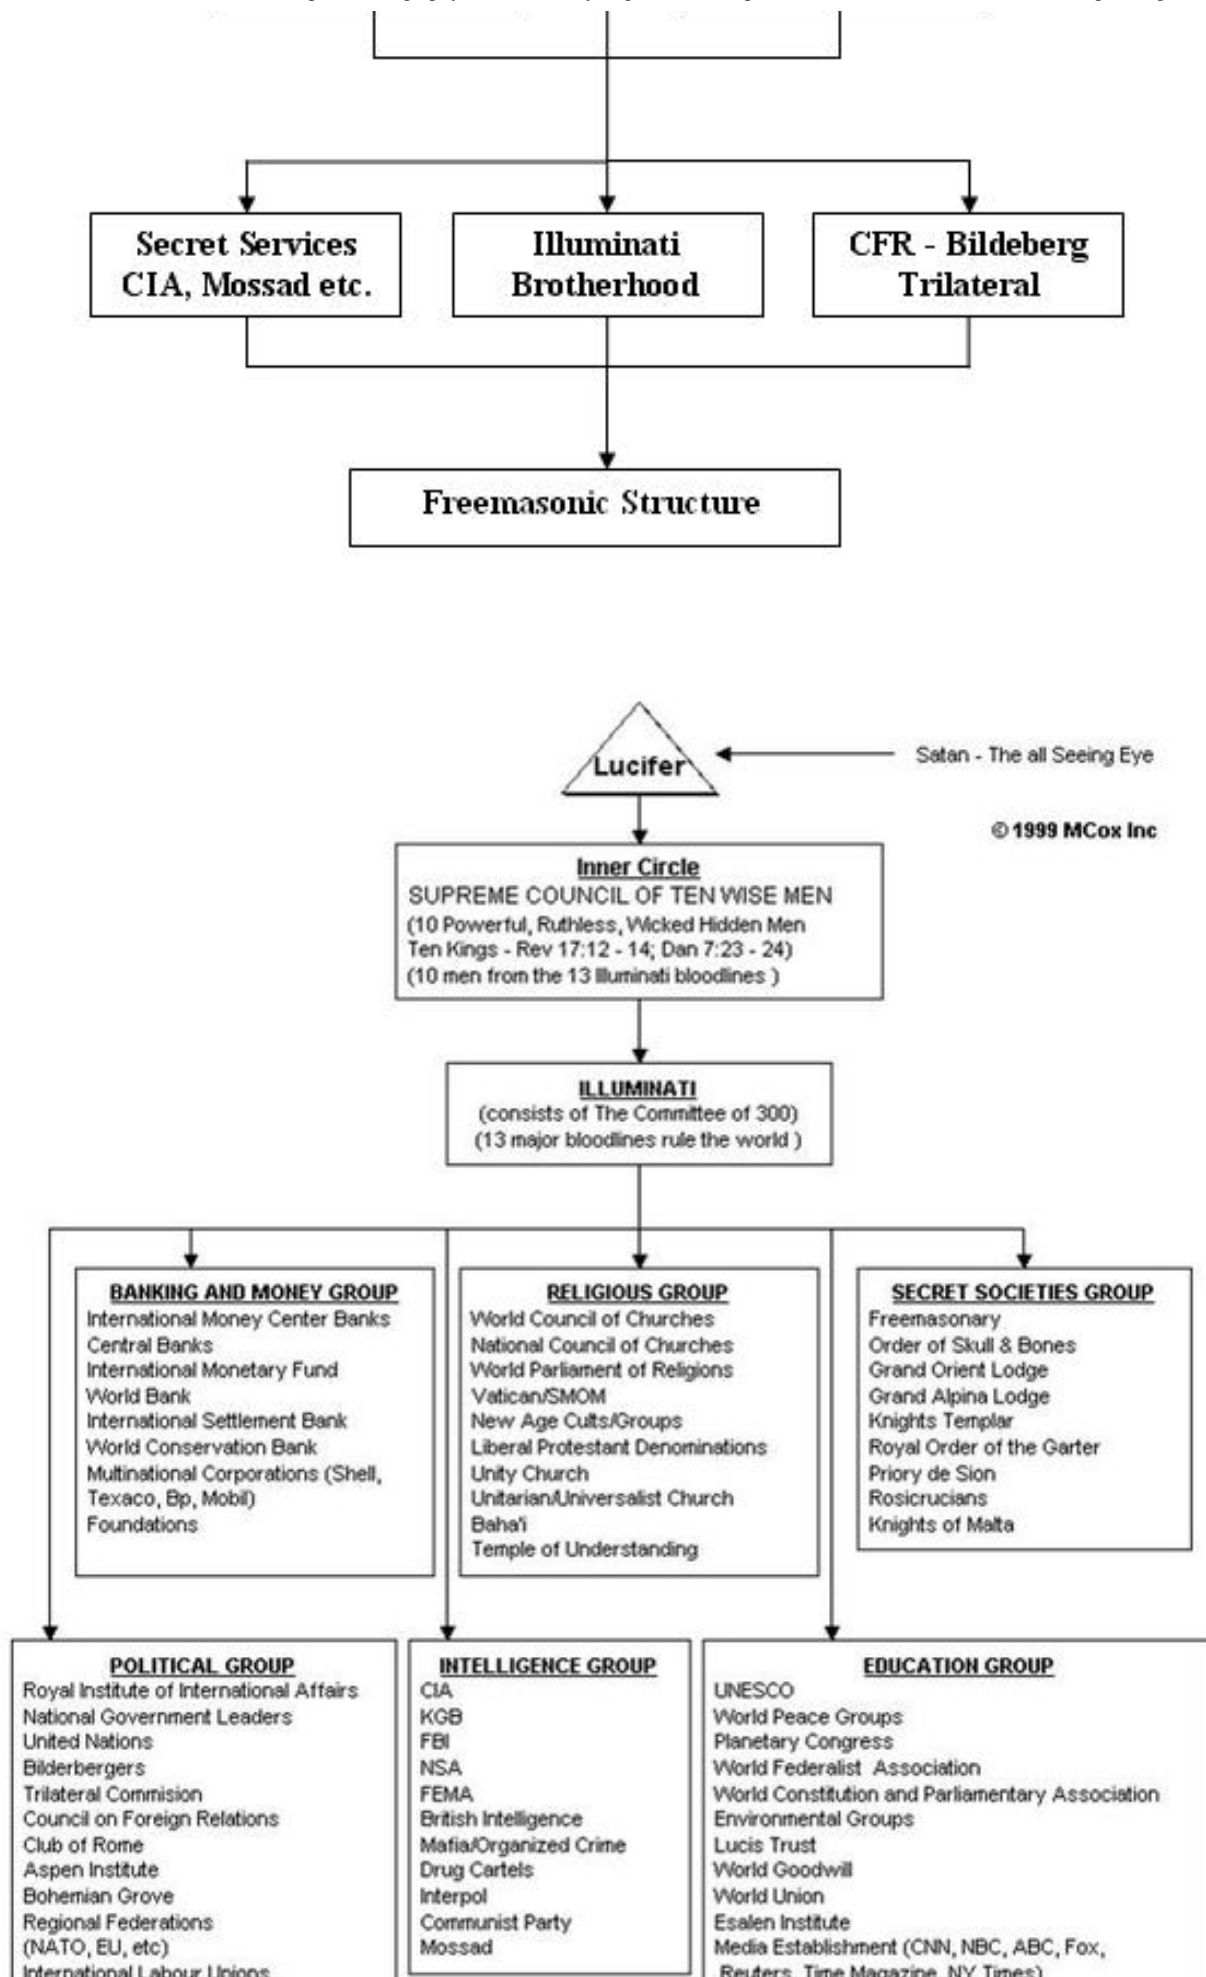 Secret Services
CIA, Mossad etc.
Illuminati
Brotherhood
CFR - Bildeberg
Trilateral
Freemasonic Structure
Lucifer
Satan - The all Seeing Eye
© 1999 MCox Inc
Inner Circle
SUPREME COUNCIL OF TEN WISE MEN
(10 Powerful, Ruthless, Wicked Hidden Men
Ten Kings - Rev 17:12 - 14; Dan 7:23 - 24)
(10 men from the 13 Illuminati bloodlines )
ILLUMINATI
(consists of The Committee of 300)
(13 major bloodlines rule the world )
BANKING AND MONEY GROUP
International Money Center Banks
Central Banks
International Monetary Fund
World Bank
International Settlement Bank
World Conservation Bank
Multinational Corporations (Shell,
Texaco, Bp, Mobil)
Foundations
RELIGIOUS GROUP
World Council of Churches
National Council of Churches
World Parliament of Religions
Vatican/SMOM
New Age Cults/Groups
Liberal Protestant Denominations
Unity Church
Unitarian/Universalist Church
Baha'i
Temple of Understanding
SECRET SOCIETIES GROUP
Freemasonary
Order of Skull & Bones
Grand Orient Lodge
Grand Alpina Lodge
Knights Templar
Royal Order of the Garter
Priory de Sion
Rosicrucians
Knights of Malta
POLITICAL GROUP
Royal Institute of International Affairs
National Government Leaders
United Nations
Bilderbergers
Trilateral Commision
Council on Foreign Relations
Club of Rome
Aspen Institute
Bohemian Grove
Regional Federations
(NATO, EU, etc)
International Labour Unions
INTELLIGENCE GROUP
CIA
KGB
FBI
NSA
FEMA
British Intelligence
Mafia/Organized Crime
Drug Cartels
Interpol
Communist Party
Mossad
EDUCATION GROUP
UNESCO
World Peace Groups
Planetary Congress
World Federalist Association
World Constitution and Parliamentary Association
Environmental Groups
Lucis Trust
World Goodwill
World Union
Esalen Institute
Media Establishment (CNN, NBC, ABC, Fox,
Reuters, Time Magazine, NY Times)